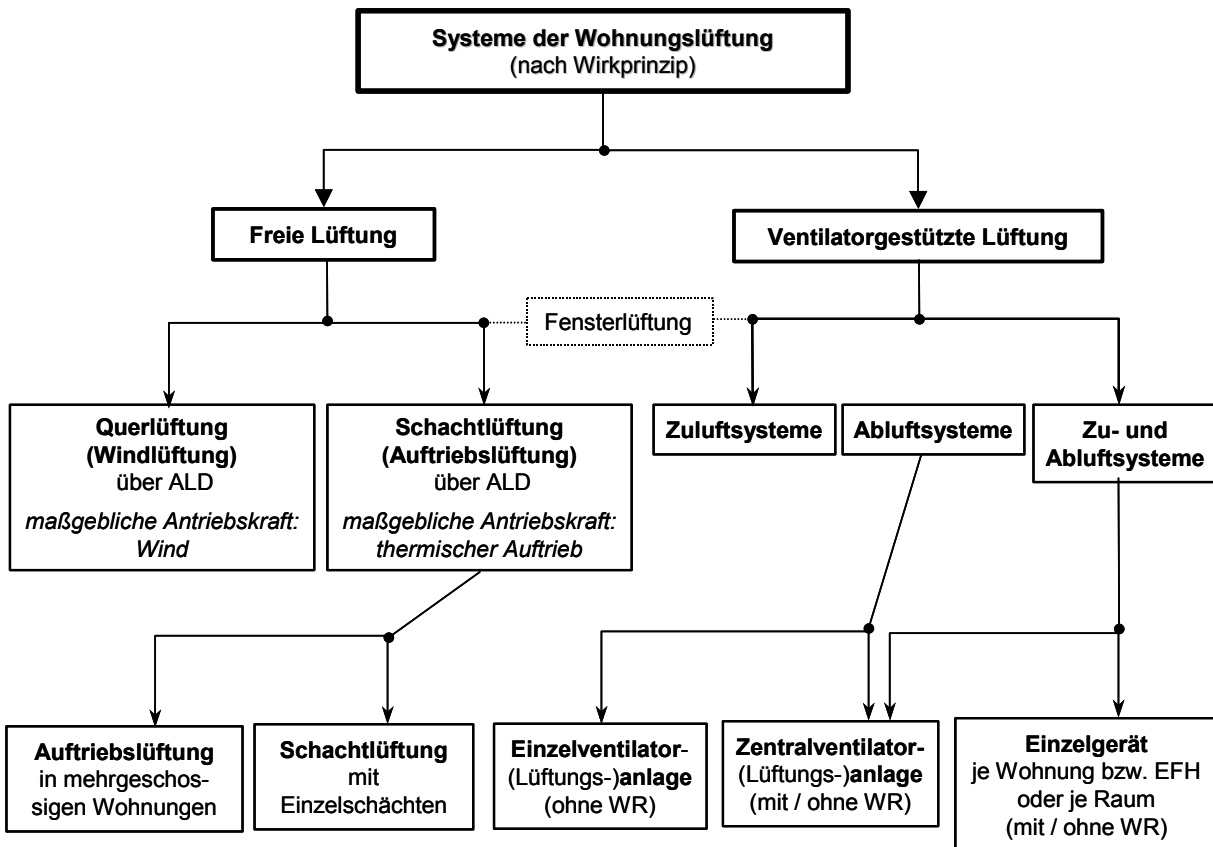 Systeme der Wohnungslüftung
(nach Wirkprinzip)
Freie Lüftung
Ventilatorgestützte Lüftung
Fensterlüftung
Querlüftung
(Windlüftung)
über ALD
maßgebliche Antriebskraft:
Wind
Schachtlüftung
(Auftriebslüftung)
über ALD
maßgebliche Antriebskraft:
thermischer Auftrieb
Zuluftsysteme
Abluftsysteme
Zu- und
Abluftsysteme
Auftriebslüftung
in mehrgeschos-
sigen Wohnungen
Schachtlüftung
mit
Einzelschächten
Einzelventilator-
(Lüftungs-)anlage
(ohne WR)
Zentralventilator-
(Lüftungs-)anlage
(mit / ohne WR)
Einzelgerät
je Wohnung bzw. EFH
oder je Raum
(mit / ohne WR)